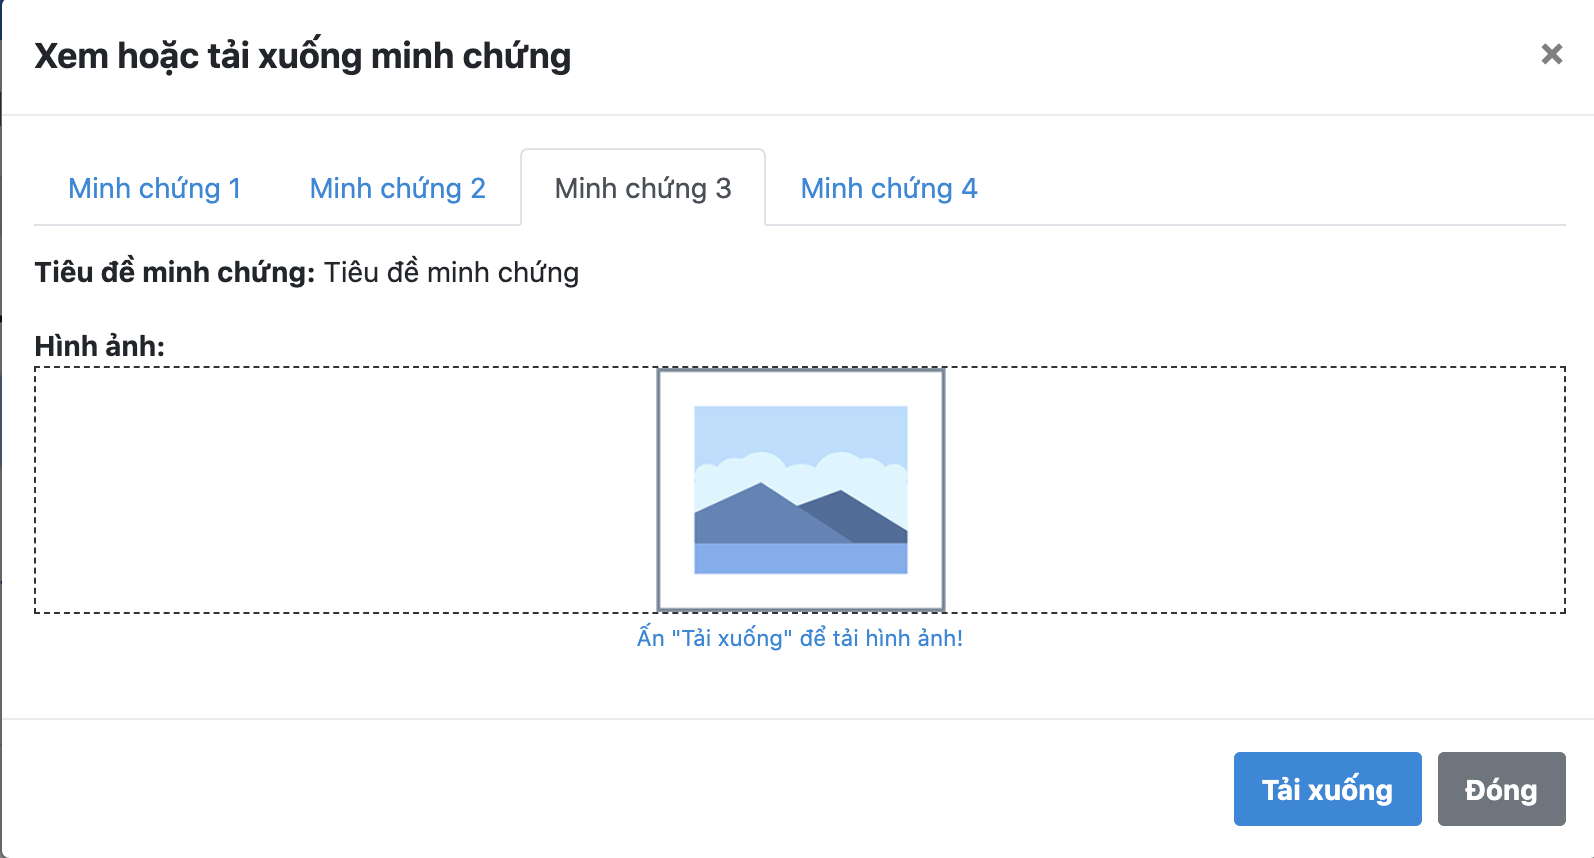 Xem hoặc tải xuống minh chứng
Minh chứng 1
Minh chứng 2
Minh chứng 3
Minh chứng 4
Tiêu đề minh chứng: Tiêu đề minh chứng
Hình ảnh:
Ấn "Tải xuống" để tải hình ảnh!
Tải xuống
Đóng